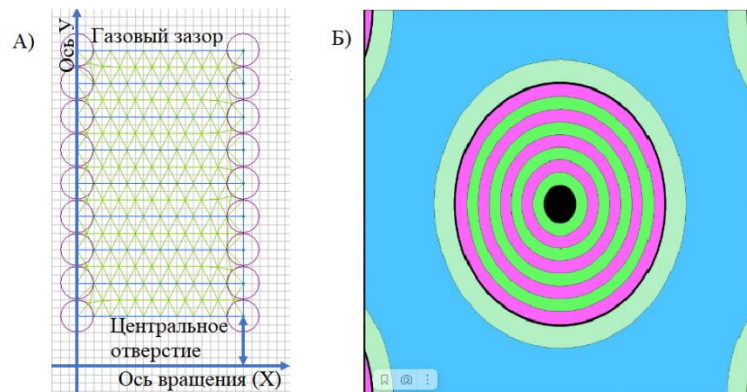 А)
Ось У
Газовый зазор
Центральное
отверстие
Ось вращения (Х)
Б)